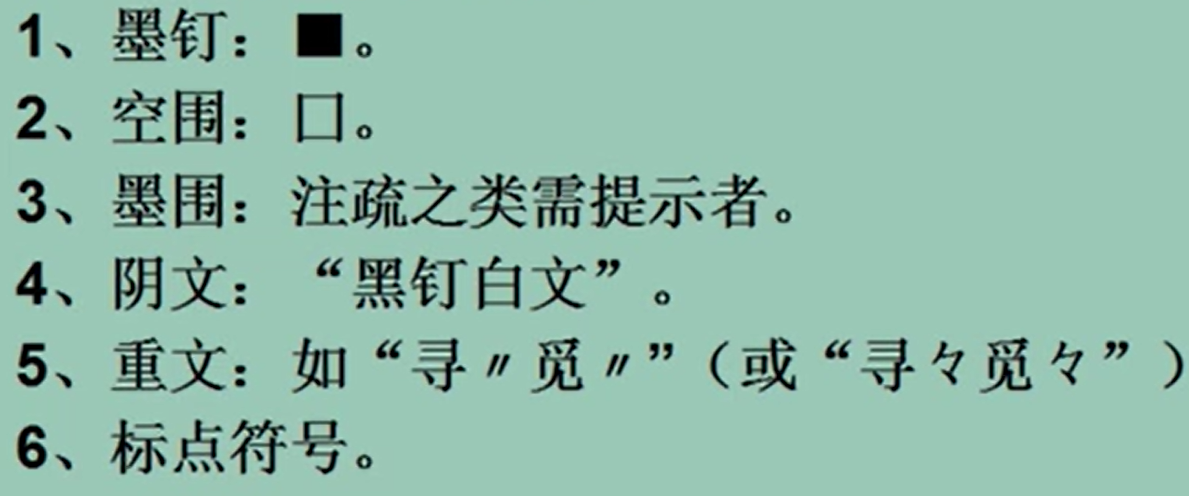 1、墨钉：■。
2、空围：囗。
3、墨围：注疏之类需提示者。
4、阴文：“黑钉白文”。
5、重文：如“寻〃觅〃”（或“寻々觅々”）
6、标点符号。